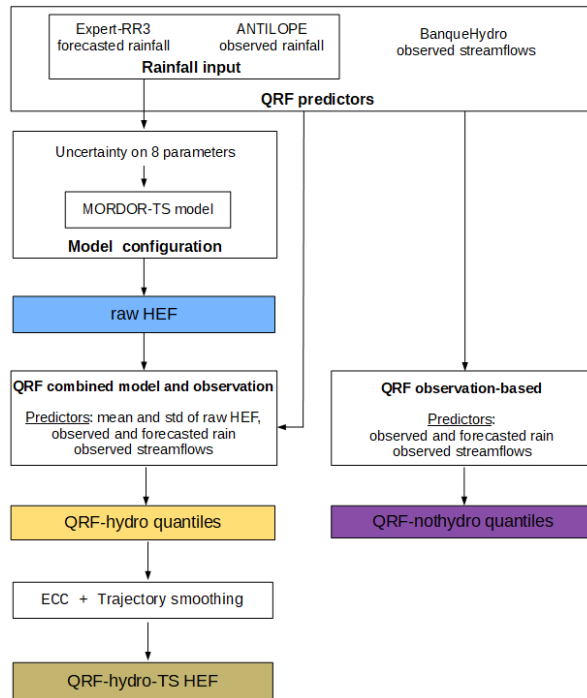 Expert-RR3
forecasted rainfall
ANTILOPE
observed rainfall
Rainfall input
BanqueHydro
observed streamflows
QRF predictors
Uncertainty on 8 parameters
MORDOR-TS model
Model configuration
raw HEF
QRF combined model and observation
Predictors: mean and std of raw HEF,
observed and forecasted rain
observed streamflows
QRF observation-based
Predictors:
observed and forecasted rain
observed streamflows
QRF-hydro quantiles
QRF-nothydro quantiles
ECC + Trajectory smoothing
QRF-hydro-TS HEF